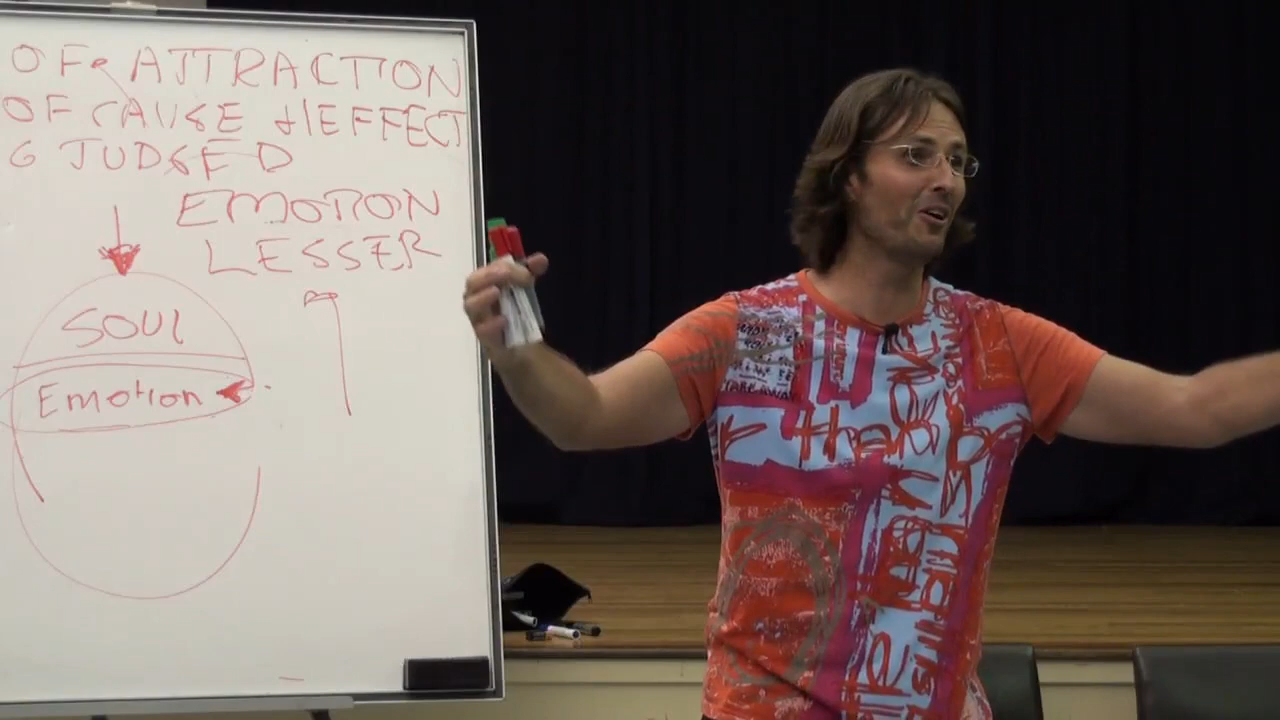 OF ATTRACTION
OF CAUSE + EFFECT
G JUDGED
EMOTION
LESSER
SOUL
Emotion